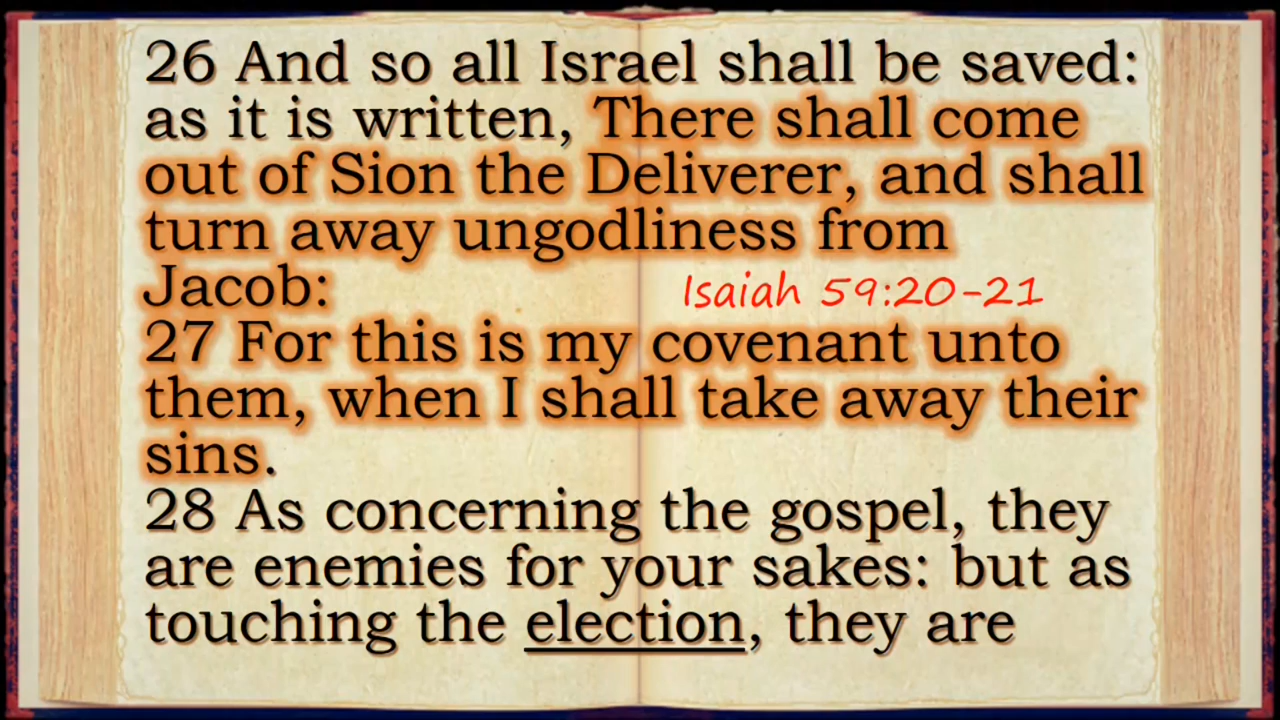 26 And so all Israel shall be saved:
as it is written, There shall come
out of Sion the Deliverer, and shall
turn away ungodliness from
Jacob: Isaiah 59:20-21
27 For this is my covenant unto
them, when I shall take away their
sins.
28 As concerning the gospel, they
are enemies for your sakes: but as
touching the election, they are